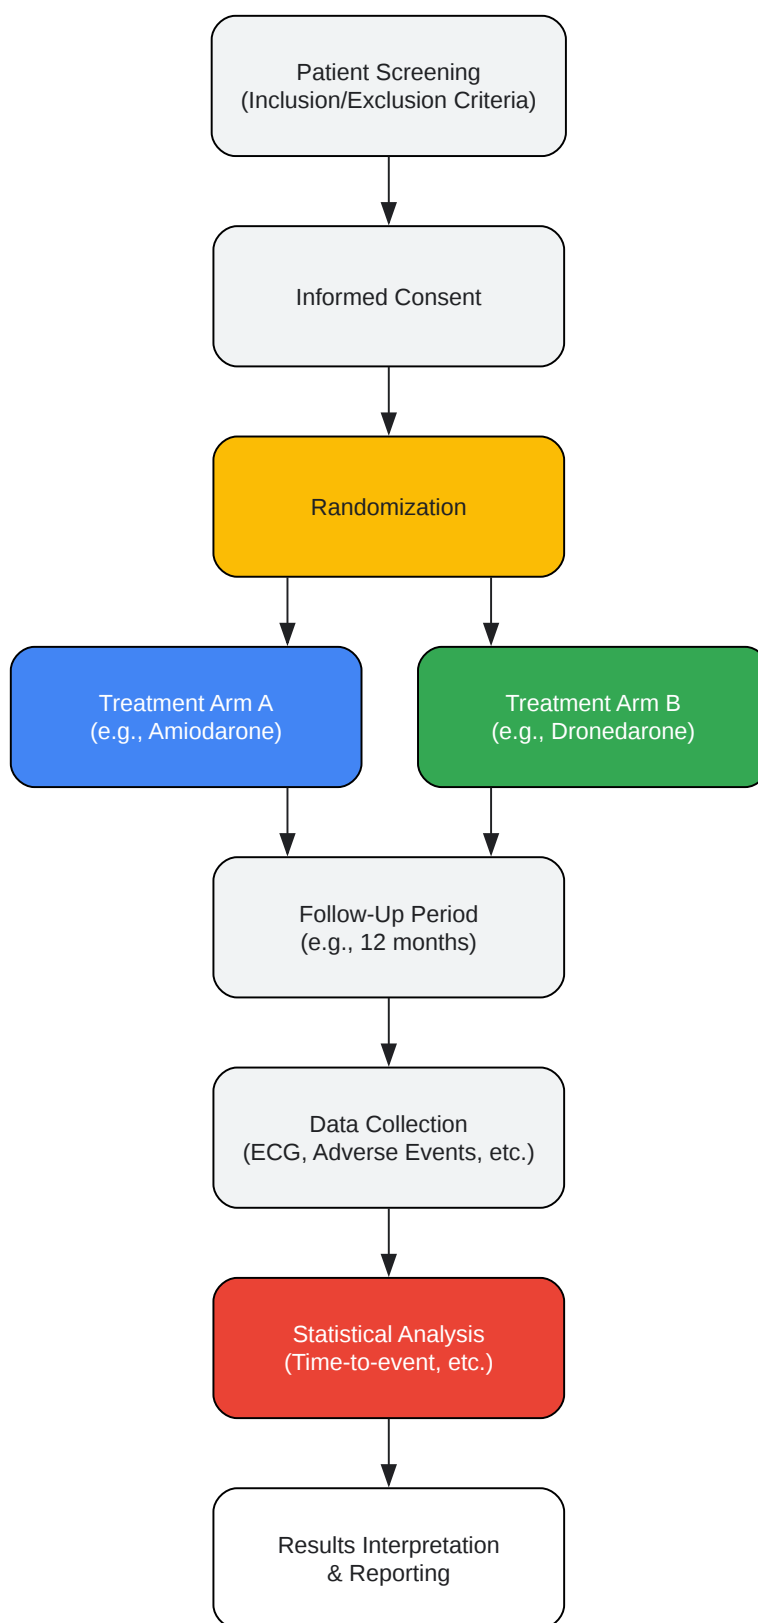 Patient Screening
(Inclusion/Exclusion Criteria)
Informed Consent
Randomization
Treatment Arm A
(e.g., Amiodarone)
Treatment Arm B
(e.g., Dronedarone)
Follow-Up Period
(e.g., 12 months)
Data Collection
(ECG, Adverse Events, etc.)
Statistical Analysis
(Time-to-event, etc.)
Results Interpretation
& Reporting